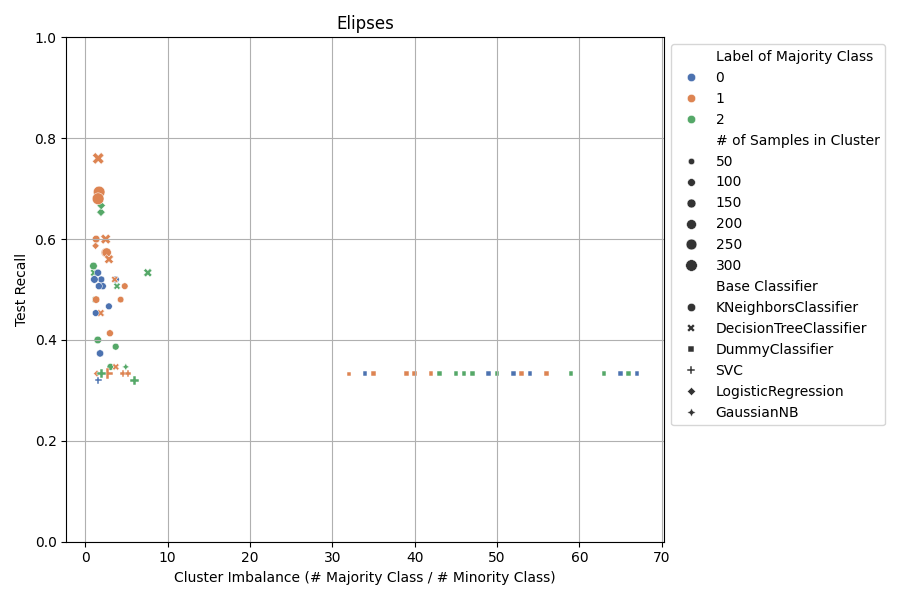 Elipses
1.0
0.8
0.6
0.4
0.2
0.0
Test Recall
0 10 20 30 40 50 60 70
Cluster Imbalance (# Majority Class / # Minority Class)
Label of Majority Class
0
1
2
# of Samples in Cluster
50
100
150
200
250
300
Base Classifier
KNeighborsClassifier
DecisionTreeClassifier
DummyClassifier
SVC
LogisticRegression
GaussianNB